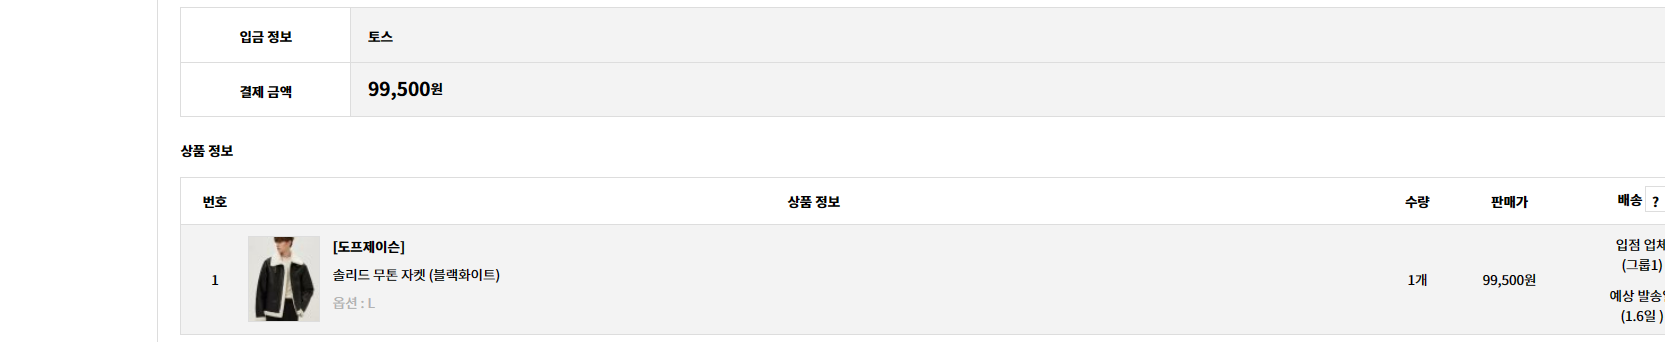 입금 정보
토스
결제 금액
99,500원
상품 정보
번호
상품 정보
수량
판매가
배송 ?
1
[도프제이슨]
솔리드 무톤 자켓 (블랙화이트)
옵션 : L
1개
99,500원
입점 업체
(그룹1)
예상 발송
(1.6일 )